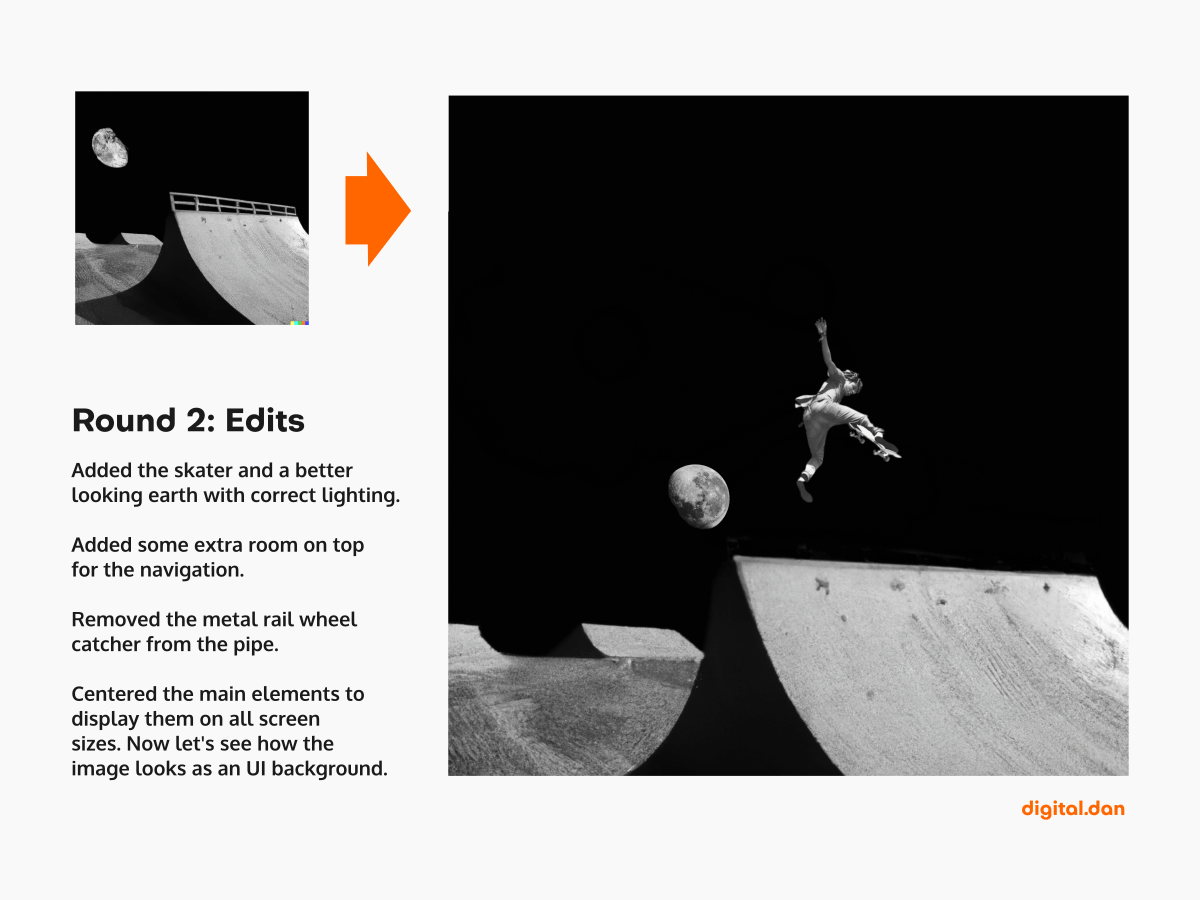 Round 2: Edits
Added the skater and a better
looking earth with correct lighting.
Added some extra room on top
for the navigation.
Removed the metal rail wheel
catcher from the pipe.
Centered the main elements to
display them on all screen
sizes. Now let's see how the
image looks as an UI background.
digital.dan